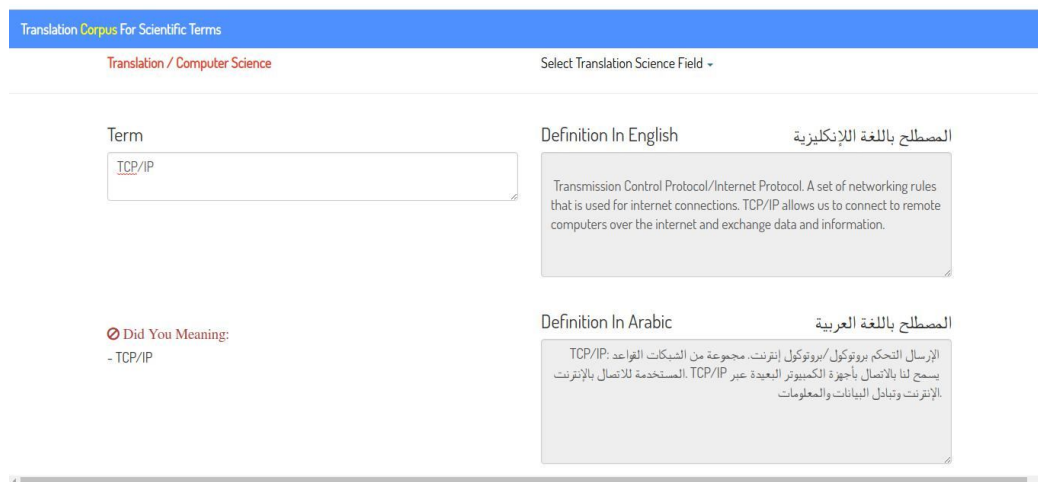 Translation Corpus For Scientific Terms
Translation / Computer Science
Select Translation Science Field
Term
TCP/IP
Definition In English
المصطلح باللغة اللإنكليزية
Transmission Control Protocol/Internet Protocol. A set of networking rules
that is used for internet connections. TCP/IP allows us to connect to remote
computers over the internet and exchange data and information.
Did You Meaning:
- TCP/IP
Definition In Arabic
المصطلح باللغة العربية
الإرسال التحكم بروتوكول/بروتوكول إنترنت. مجموعة من الشبكات القواعد :TCP/IP
يسمح لنا بالاتصال بأجهزة الكمبيوتر البعيدة عبر TCP/IP .المستخدمة للاتصال بالإنترنت
.الإنترنت وتبادل البيانات والمعلومات